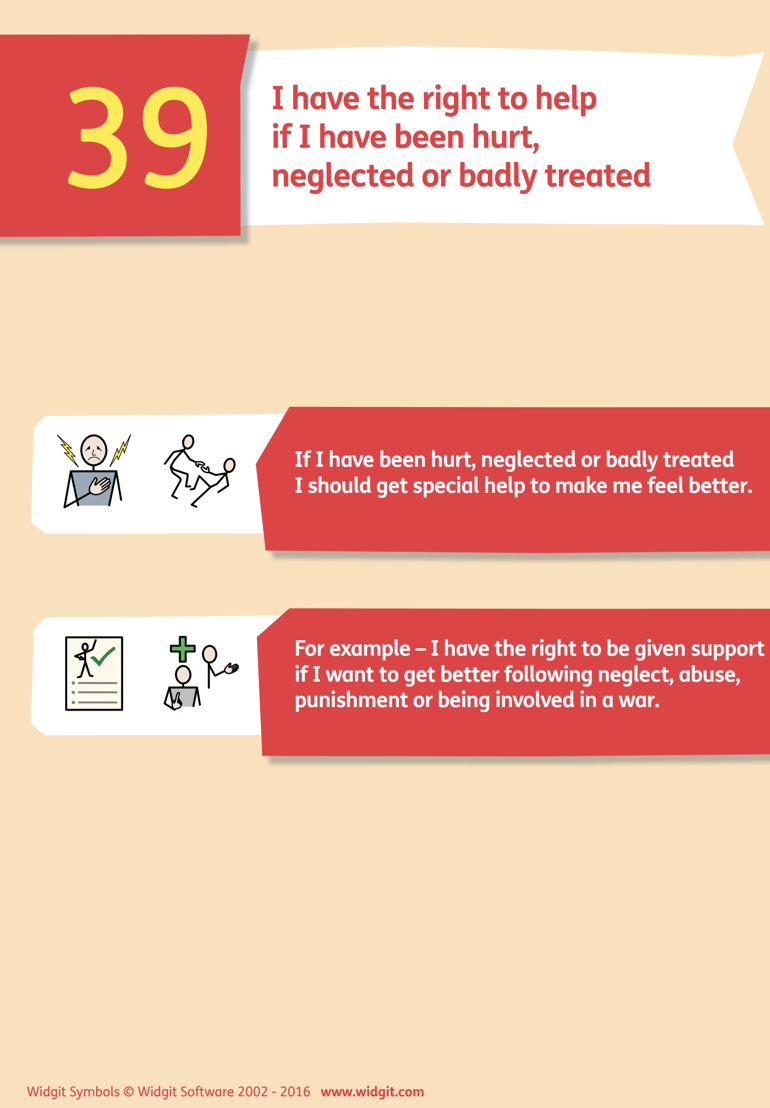 39
I have the right to help
if I have been hurt,
neglected or badly treated
If I have been hurt, neglected or badly treated
I should get special help to make me feel better.
For example – I have the right to be given support
if I want to get better following neglect, abuse,
punishment or being involved in a war.
Widgit Symbols © Widgit Software 2002 - 2016 www.widgit.com